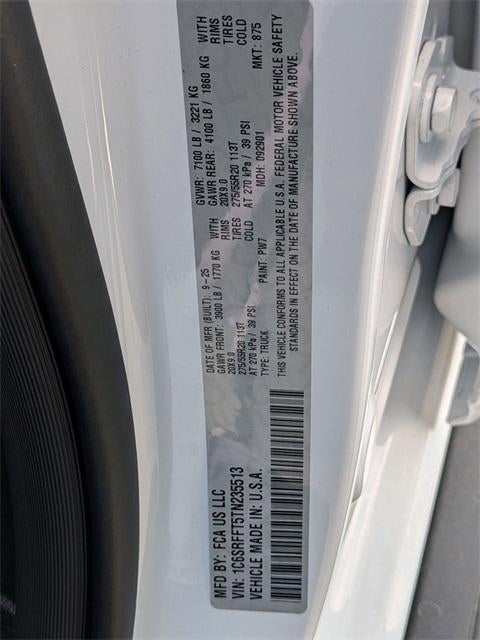 MFD BY: FCA US LLC
VIN: 1C6SRFFT5TN235513
VEHICLE MADE IN: U.S.A.
DATE OF MFR (BUILT): 9-25 GVWR: 7100 LB / 3221 KG
GAWR FRONT: 3900 LB / 1770 KG WITH GAWR REAR: 4100 LB / 1860 KG WITH
20X9.0 RIMS 20X9.0 RIMS
275/55R20 113T TIRES 275/55R20 113T TIRES
AT 270 kPa / 39 PSI COLD AT 270 kPa / 39 PSI COLD
TYPE: TRUCK PAINT: PW7 MDH: 092901 MKT: 875
THIS VEHICLE CONFORMS TO ALL APPLICABLE U.S.A. FEDERAL MOTOR VEHICLE SAFETY
STANDARDS IN EFFECT ON THE DATE OF MANUFACTURE SHOWN ABOVE.